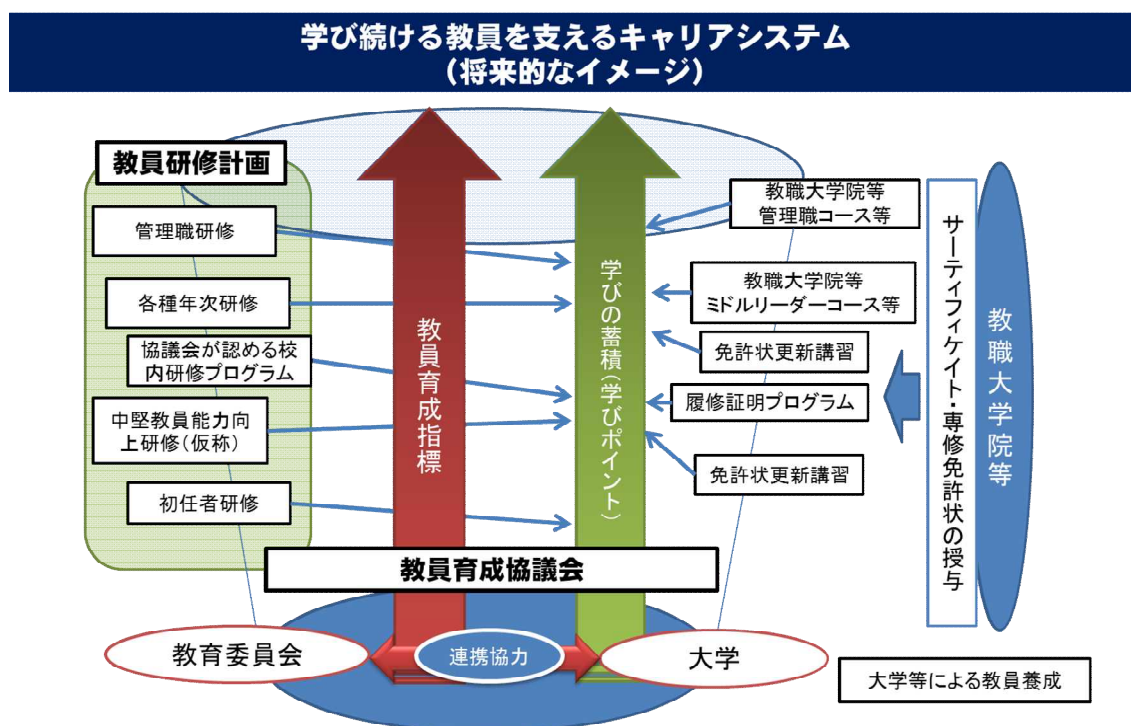 学び続ける教員を支えるキャリアシステム
（将来的なイメージ）
教員研修計画
管理職研修
各種年次研修
協議会が認める校
内研修プログラム
中堅教員能力向
上研修（仮称）
初任者研修
教員育成指標
学びの蓄積（学びポイント）
教職大学院等
管理職コース等
教職大学院等
ミドルリーダーコース等
免許状更新講習
履修証明プログラム
免許状更新講習
サーティフィケイト・専修免許状の授与
教職大学院等
教員育成協議会
教育委員会
連携協力
大学
大学等による教員養成